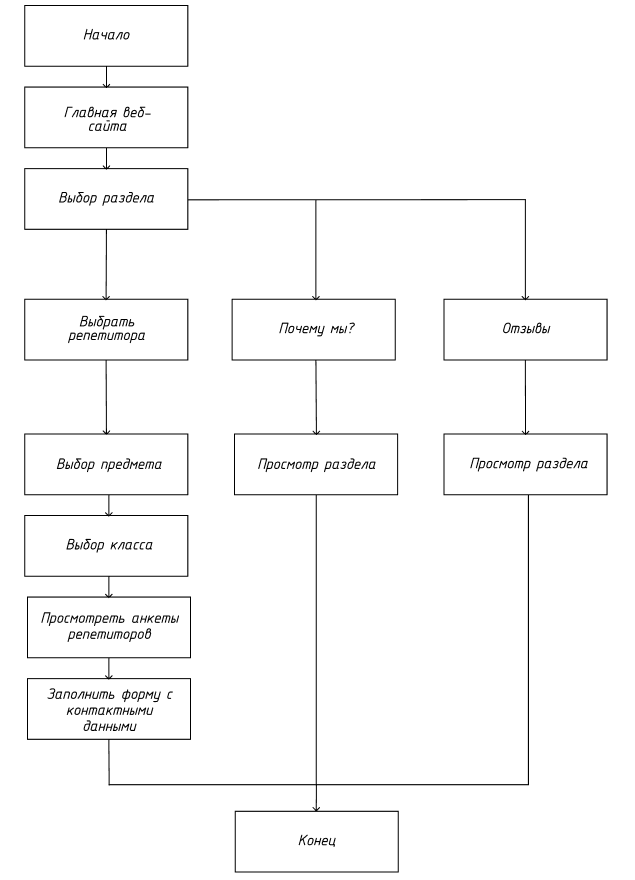 Начало
Главная веб-
сайта
Выбор раздела
Выбрать
репетитора
Почему мы?
Отзывы
Выбор предмета
Просмотр раздела
Просмотр раздела
Выбор класса
Просмотреть анкеты
репетиторов
Заполнить форму с
контактными
данными
Конец